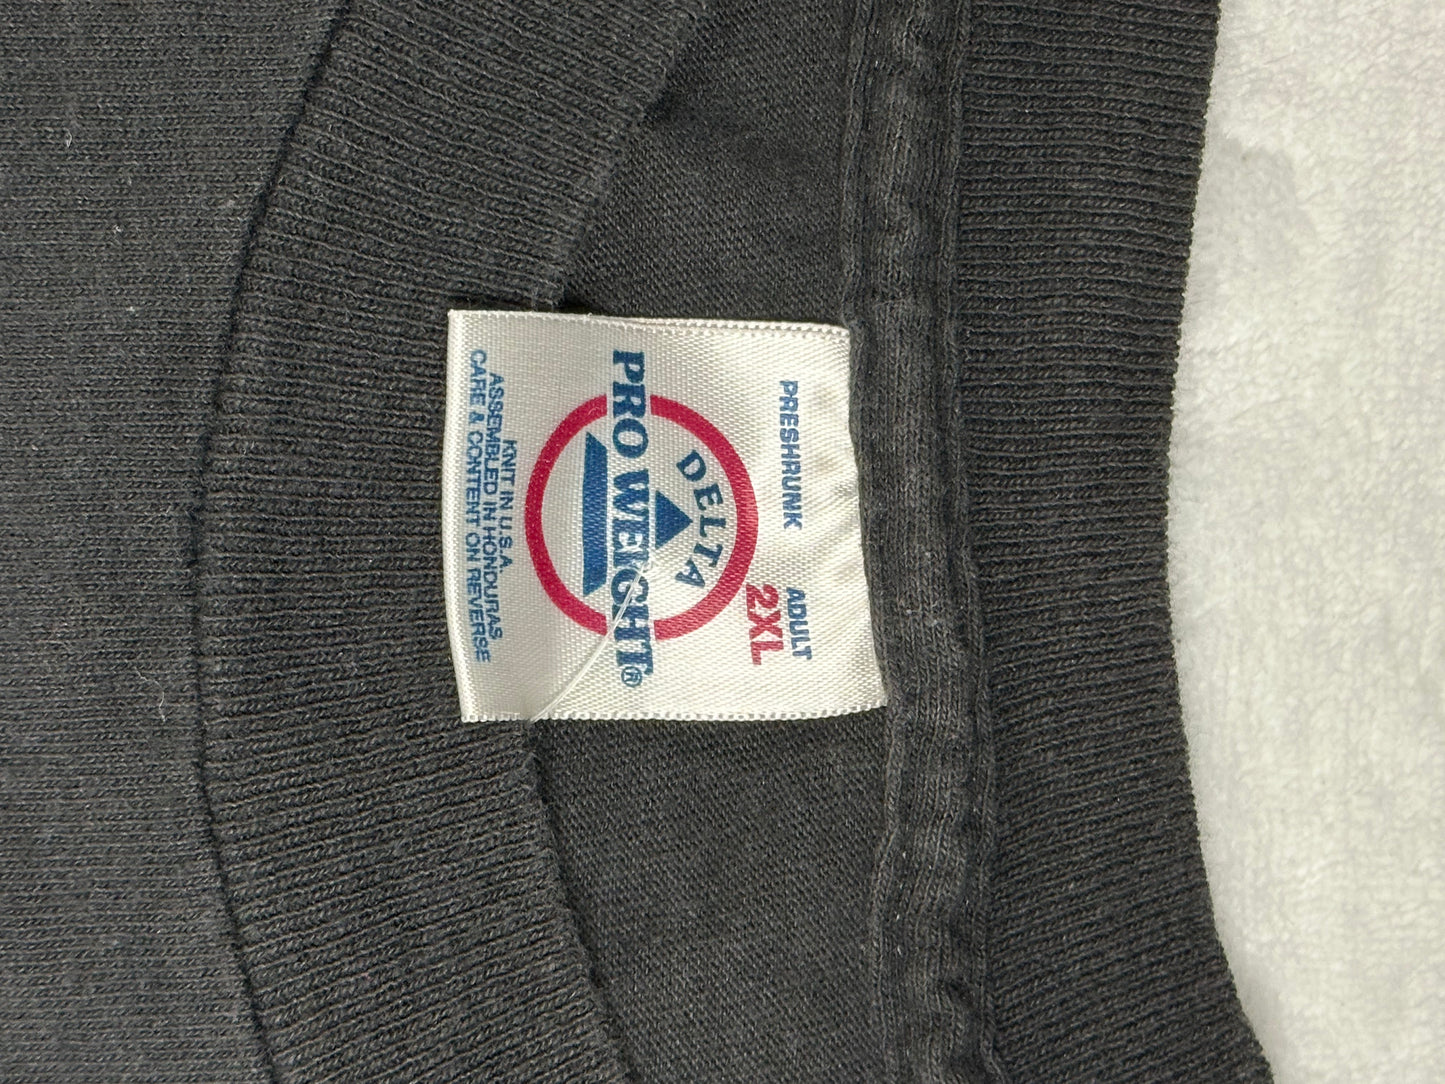 PRESHRUNK
ADULT
2XL
DELTA
PRO WEIGHT®
KNIT IN U.S.A.
ASSEMBLED IN HONDURAS
CARE & CONTENT ON REVERSE